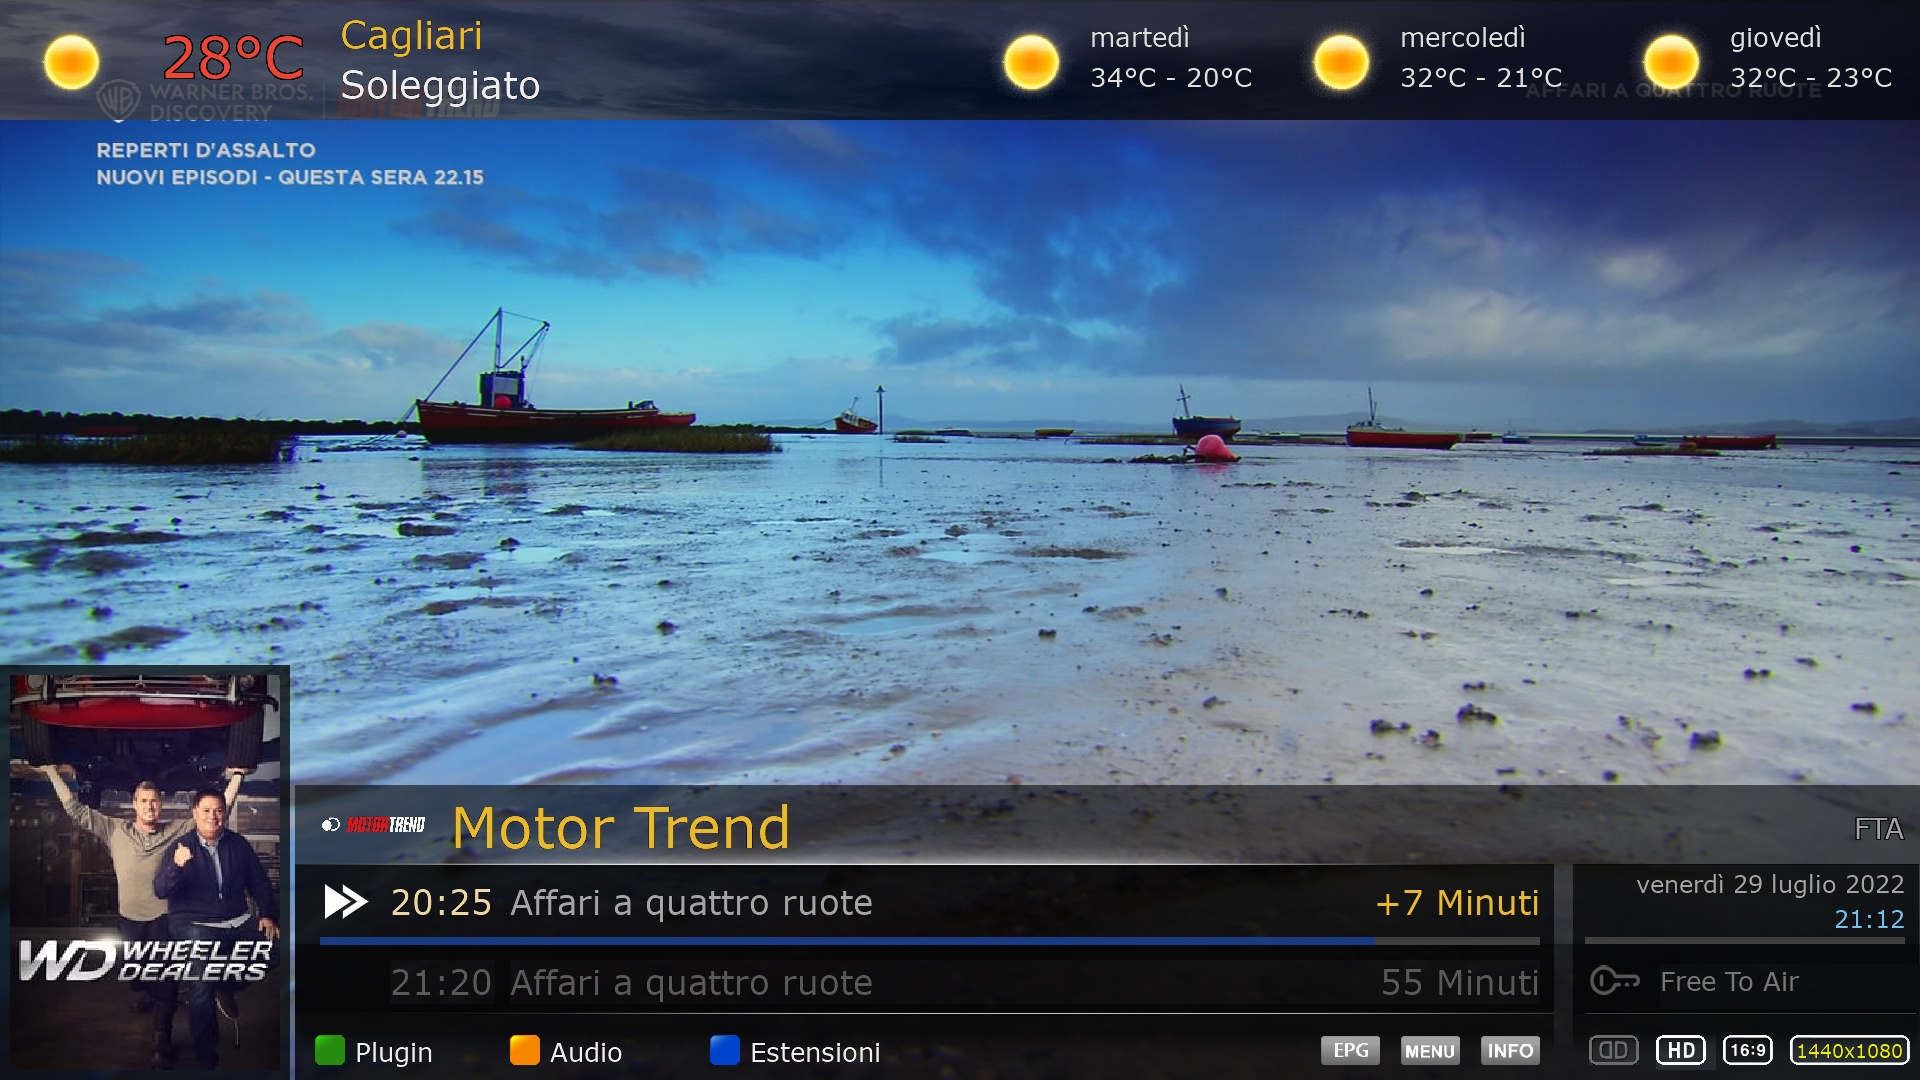 28°C
Cagliari
Soleggiato
martedì
34°C - 20°C
mercoledì
32°C - 21°C
giovedì
32°C - 23°C
WARNER BROS.
DISCOVERY
MOTORTREND
AFFARI A QUATTRO RUOTE
REPERTI D'ASSALTO
NUOVI EPISODI - QUESTA SERA 22.15
WD WHEELER
DEALERS
MOTORTREND
Motor Trend
FTA
20:25 Affari a quattro ruote +7 Minuti
21:20 Affari a quattro ruote 55 Minuti
venerdì 29 luglio 2022
21:12
Free To Air
Plugin Audio Estensioni EPG MENU INFO
HD 16:9 1440x1080